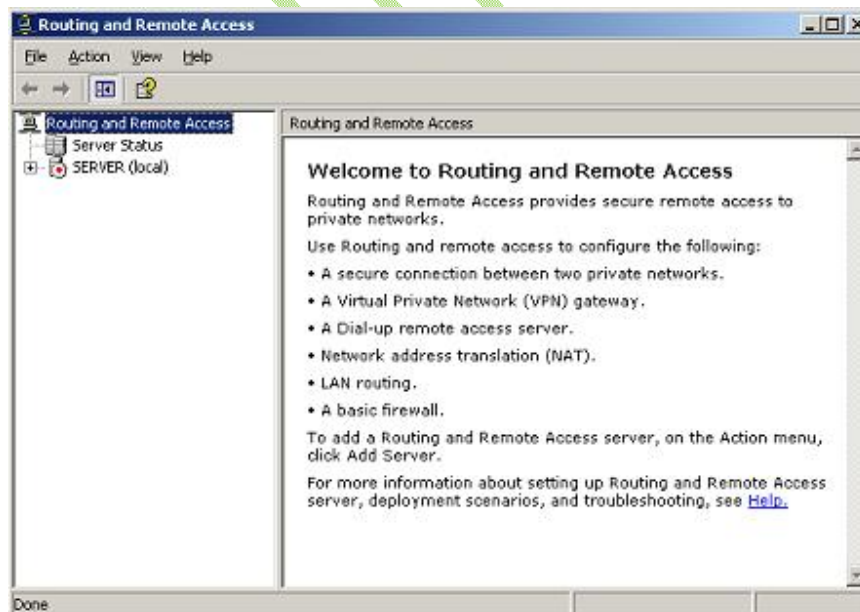 Routing and Remote Access
File Action View Help
Routing and Remote Access
Server Status
SERVER (local)
Routing and Remote Access
Welcome to Routing and Remote Access
Routing and Remote Access provides secure remote access to
private networks.
Use Routing and remote access to configure the following:
• A secure connection between two private networks.
• A Virtual Private Network (VPN) gateway.
• A Dial-up remote access server.
• Network address translation (NAT).
• LAN routing.
• A basic firewall.
To add a Routing and Remote Access server, on the Action menu,
click Add Server.
For more information about setting up Routing and Remote Access
server, deployment scenarios, and troubleshooting, see Help.
Done